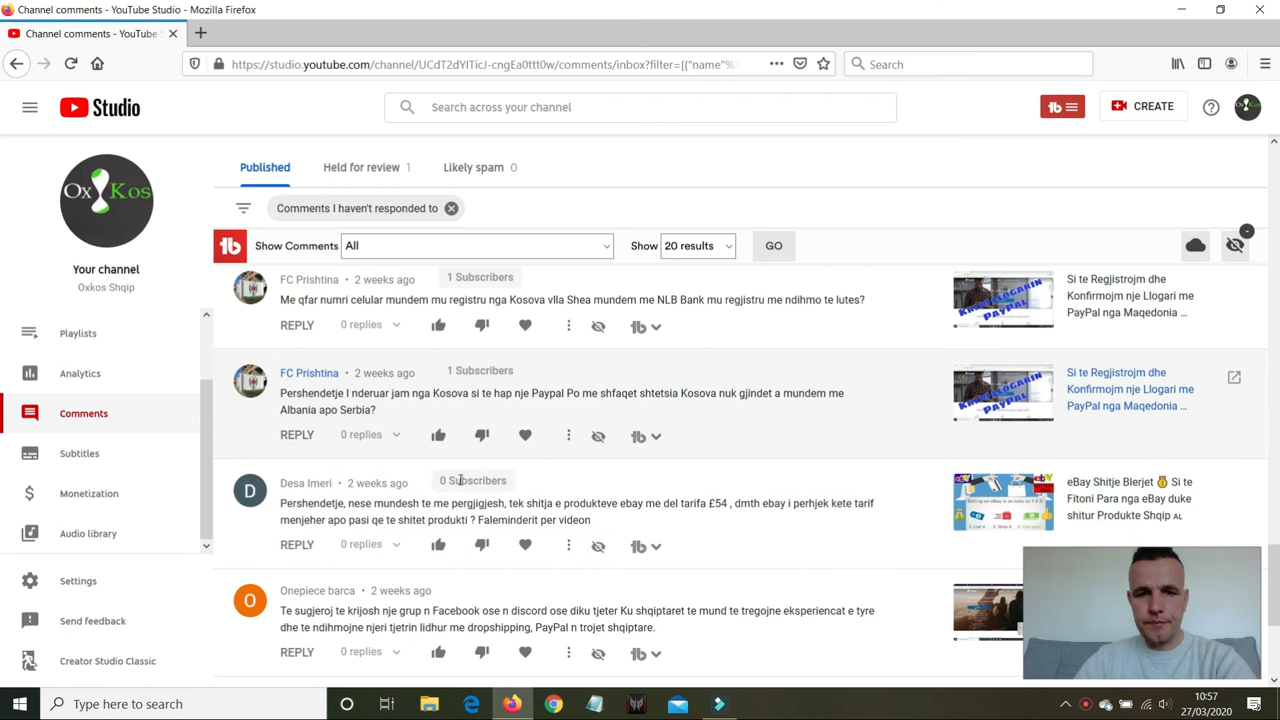 Channel comments - YouTube Studio - Mozilla Firefox
Channel comments - YouTube S
https://studio.youtube.com/channel/UCdT2dYITicJ-cngEa0ttt0w/comments/inbox?filter=[{"name"%
Search
Studio
Search across your channel
CREATE
Ox Kos
Your channel
Oxkos Shqip
Playlists
Analytics
Comments
Subtitles
Monetization
Audio library
Settings
Send feedback
Creator Studio Classic
Published
Held for review 1
Likely spam 0
Comments I haven't responded to
Show Comments All
Show 20 results
GO
FC Prishtina • 2 weeks ago
1 Subscribers
Me qfar numri celular mundem mu registru nga Kosova vlla Shea mundem me NLB Bank mu regjistru me ndihmo te lutes?
REPLY 0 replies
Si te Regjistrojm dhe
Konfirmojm nje Llogari me
PayPal nga Maqedonia ...
FC Prishtina • 2 weeks ago
1 Subscribers
Pershendetje I nderuar jam nga Kosova si te hap nje Paypal Po me shfaqet shtetsia Kosova nuk gjindet a mundem me
Albania apo Serbia?
REPLY 0 replies
Si te Regjistrojm dhe
Konfirmojm nje Llogari me
PayPal nga Maqedonia ...
Desa Imeri • 2 weeks ago
0 Subscribers
Pershendetje, nese mundesh te me pergjigjesh, tek shitja e produkteve ebay me del tarifa £54 , dmth ebay i perhjek kete tarif
menjeher apo pasi qe te shitet produkti ? Faleminderit per videon
REPLY 0 replies
eBay Shitje Blerjet 💰 Si te
Fitoni Para nga eBay duke
shitur Produkte Shqip AL
Onepiece barca • 2 weeks ago
Te sugjeroj te krijosh nje grup n Facebook ose n discord ose diku tjeter Ku shqiptaret te mund te tregojne eksperiencat e tyre
dhe te ndihmojne njeri tjetrin lidhur me dropshipping, PayPal n trojet shqiptare.
REPLY 0 replies
Type here to search
10:57
27/03/2020